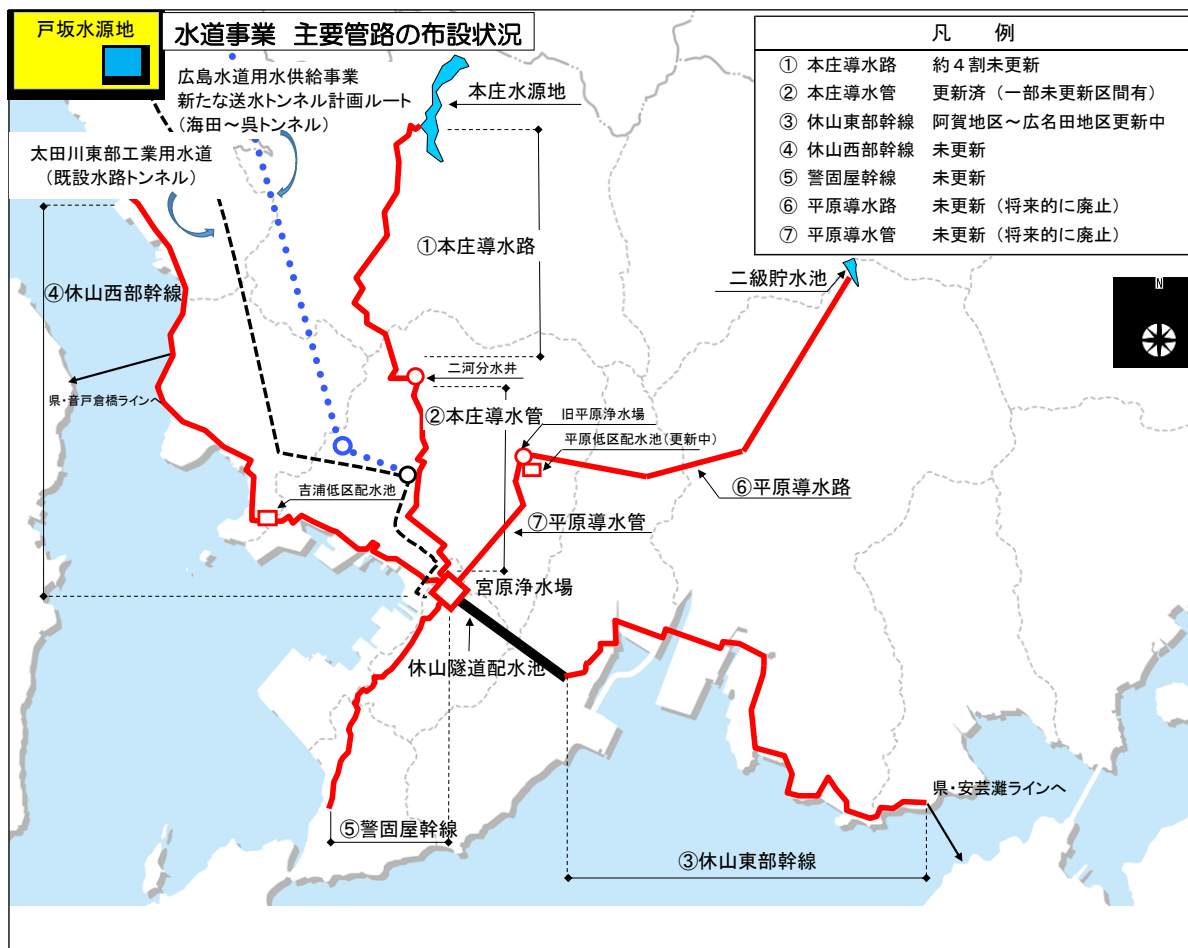 戸坂水源地
水道事業 主要管路の布設状況
広島水道用水供給事業
新たな送水トンネル計画ルート
（海田～呉トンネル）
太田川東部工業用水道
（既設水路トンネル）
本庄水源地
凡 例
① 本庄導水路 約４割未更新
② 本庄導水管 更新済（一部未更新区間有）
③ 休山東部幹線 阿賀地区～広名田地区更新中
④ 休山西部幹線 未更新
⑤ 警固屋幹線 未更新
⑥ 平原導水路 未更新（将来的に廃止）
⑦ 平原導水管 未更新（将来的に廃止）
①本庄導水路
二級貯水池
N
④休山西部幹線
二河分水井
県・音戸倉橋ラインへ
②本庄導水管
旧平原浄水場
平原低区配水池（更新中）
⑥平原導水路
吉浦低区配水池
⑦平原導水管
宮原浄水場
休山隧道配水池
県・安芸灘ラインへ
⑤警固屋幹線
③休山東部幹線